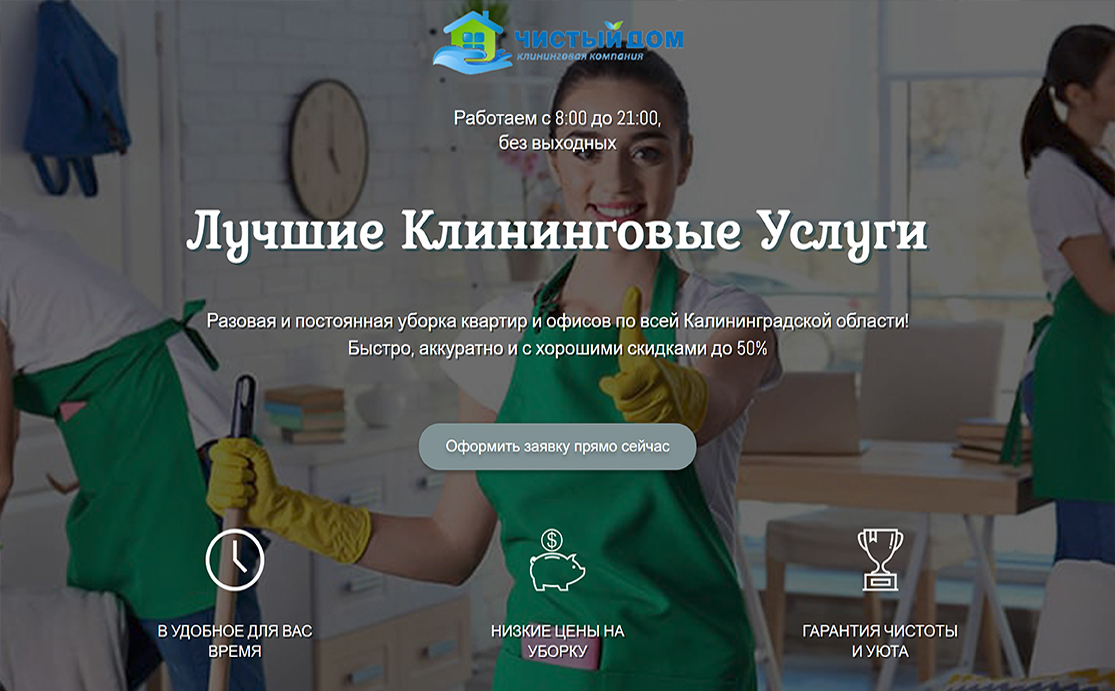 ЧИСТЫЙ ДОМ
клининговая компания
Работаем с 8:00 до 21:00,
без выходных
Лучшие Клининговые Услуги
Разовая и постоянная уборка квартир и офисов по всей Калининградской области!
Быстро, аккуратно и с хорошими скидками до 50%
Оформить заявку прямо сейчас
$
В УДОБНОЕ ДЛЯ ВАС
ВРЕМЯ
НИЗКИЕ ЦЕНЫ НА
УБОРКУ
ГАРАНТИЯ ЧИСТОТЫ
И УЮТА